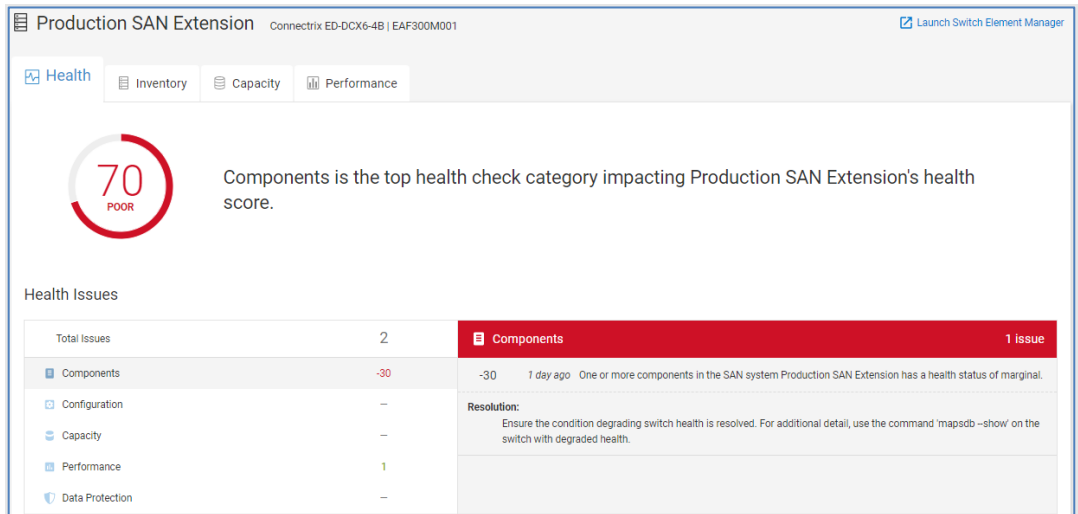 Production SAN Extension Connectrix ED-DCX6-4B | EAF300M001
Launch Switch Element Manager
Health
Inventory
Capacity
Performance
70
POOR
Components is the top health check category impacting Production SAN Extension's health
score.
Health Issues
Total Issues 2
Components -30
Configuration –
Capacity –
Performance 1
Data Protection –
Components 1 issue
-30 1 day ago One or more components in the SAN system Production SAN Extension has a health status of marginal.
Resolution:
Ensure the condition degrading switch health is resolved. For additional detail, use the command 'mapsdb –show' on the
switch with degraded health.